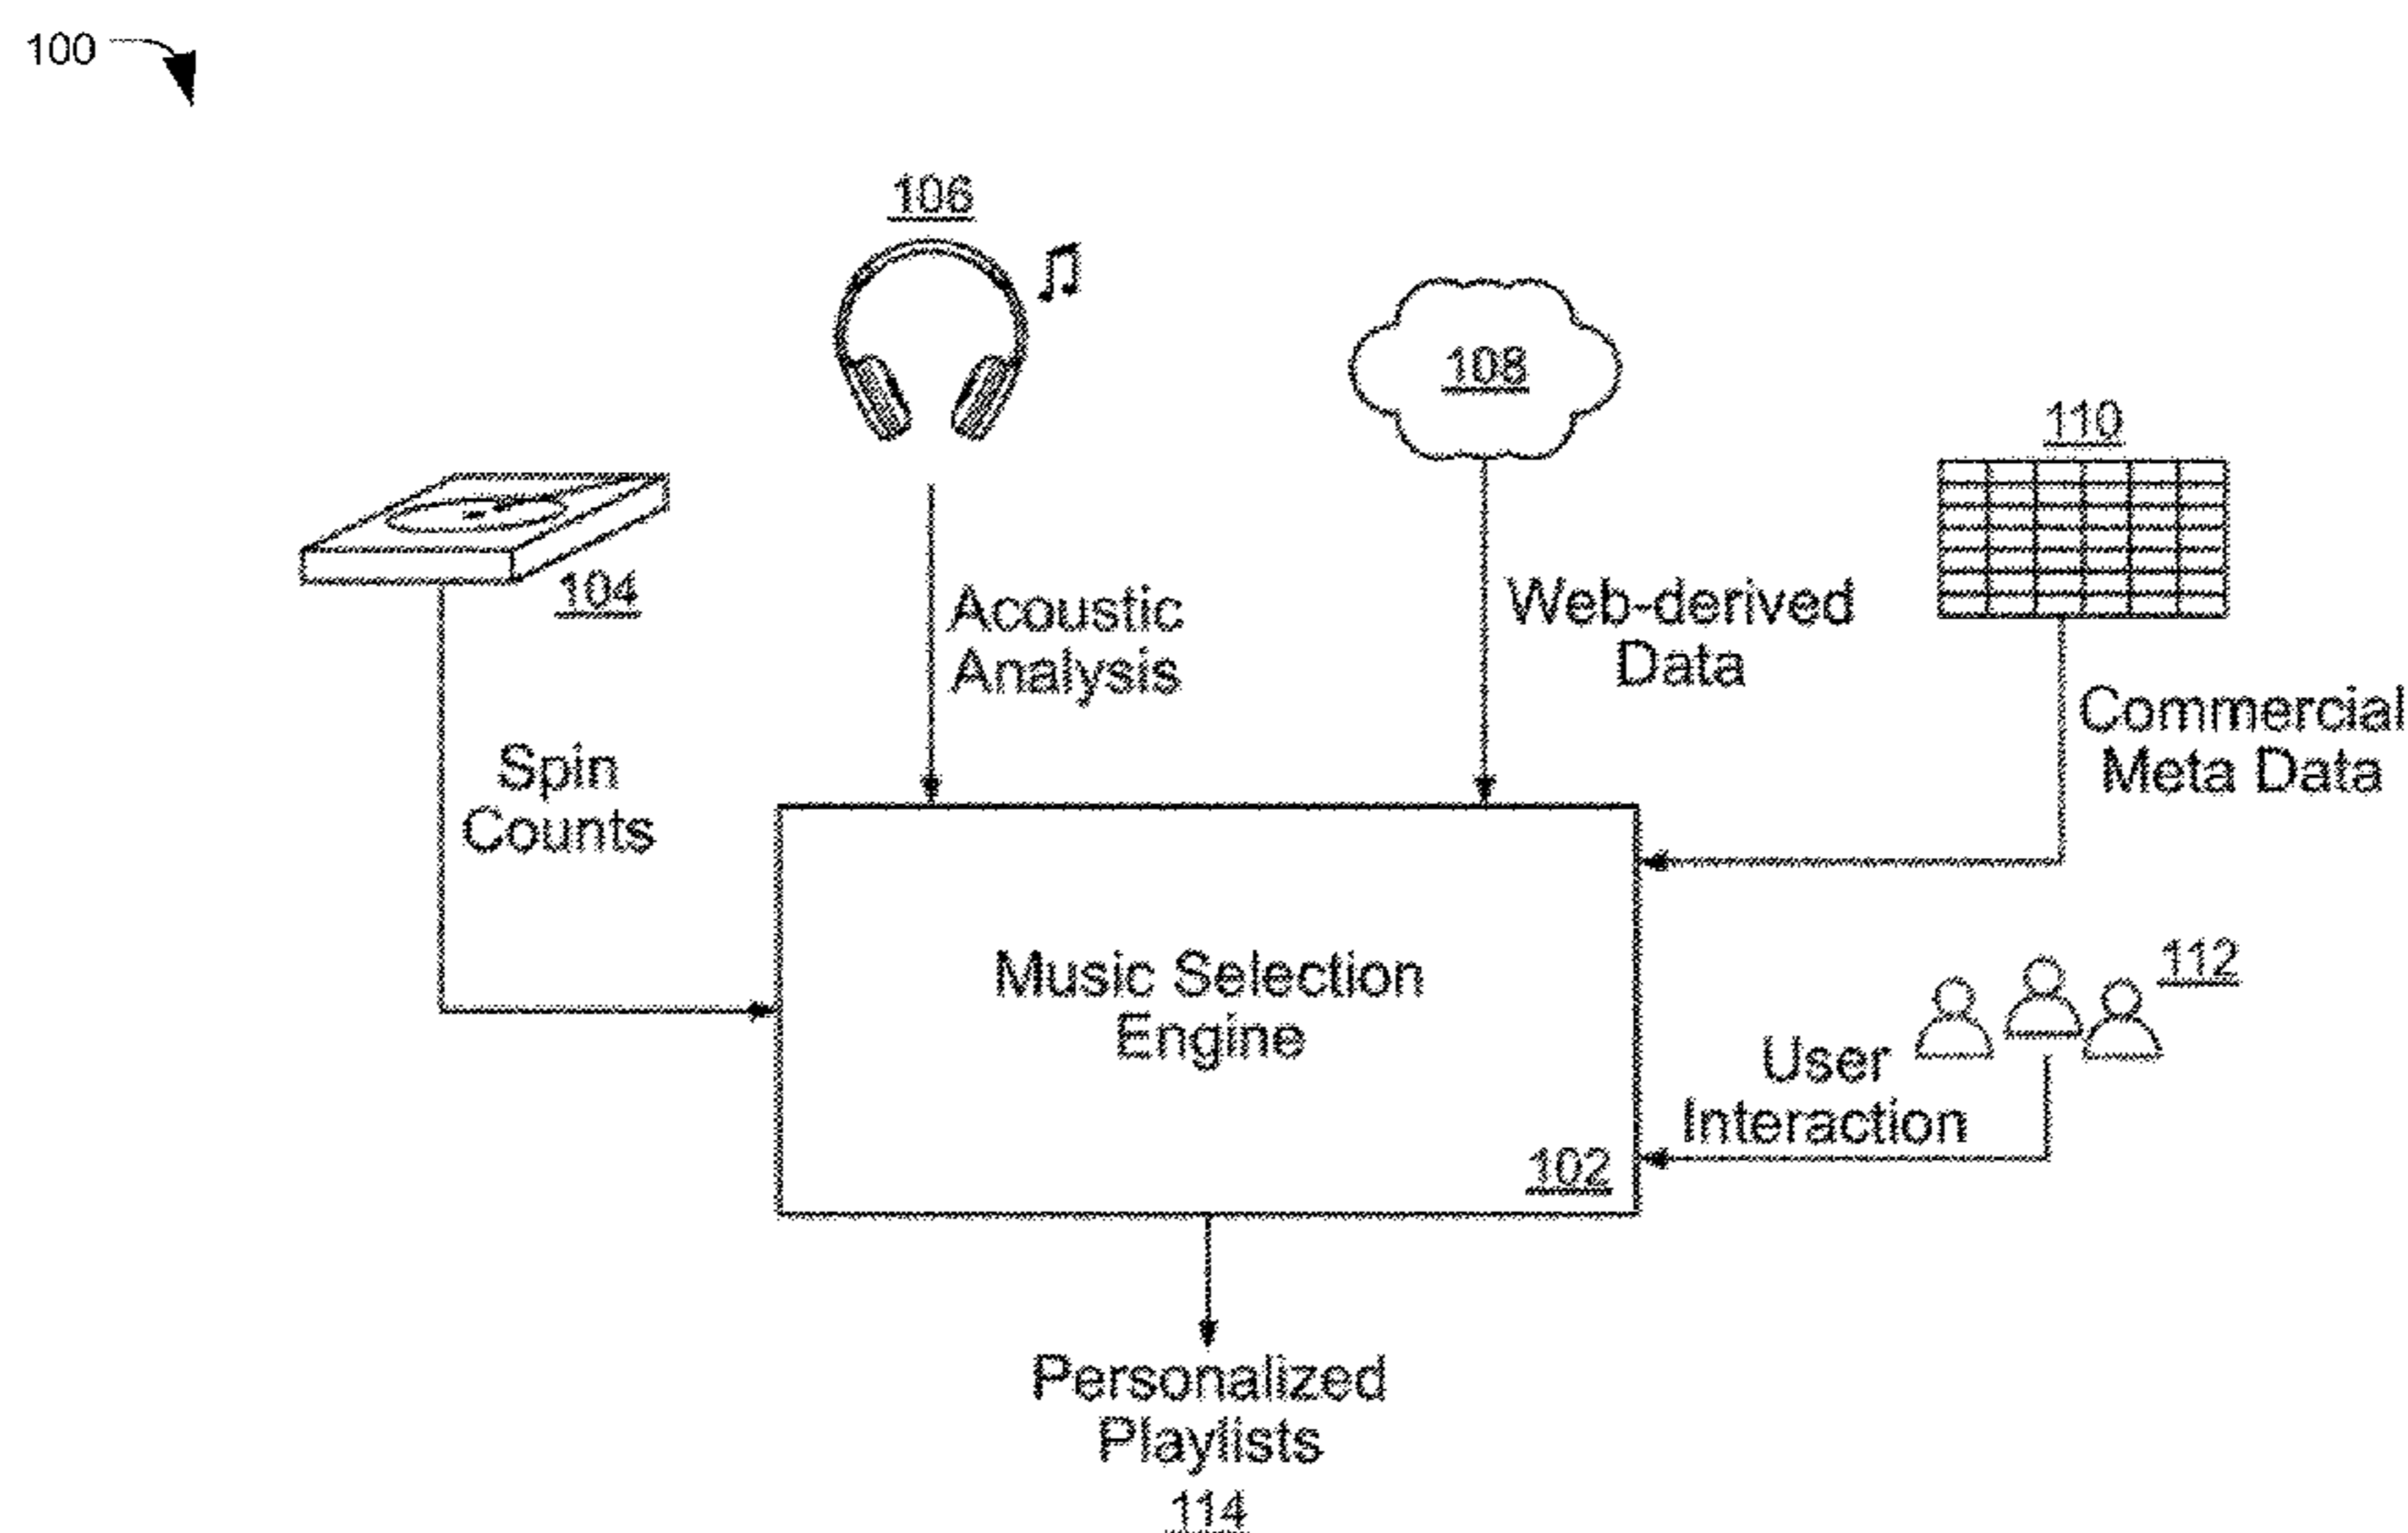 100
106
108
110
104
Acoustic
Analysis
Web-derived
Data
Commercial
Meta Data
Spin
Counts
Music Selection
Engine
102
112
User
Interaction
Personalized
Playlists
114